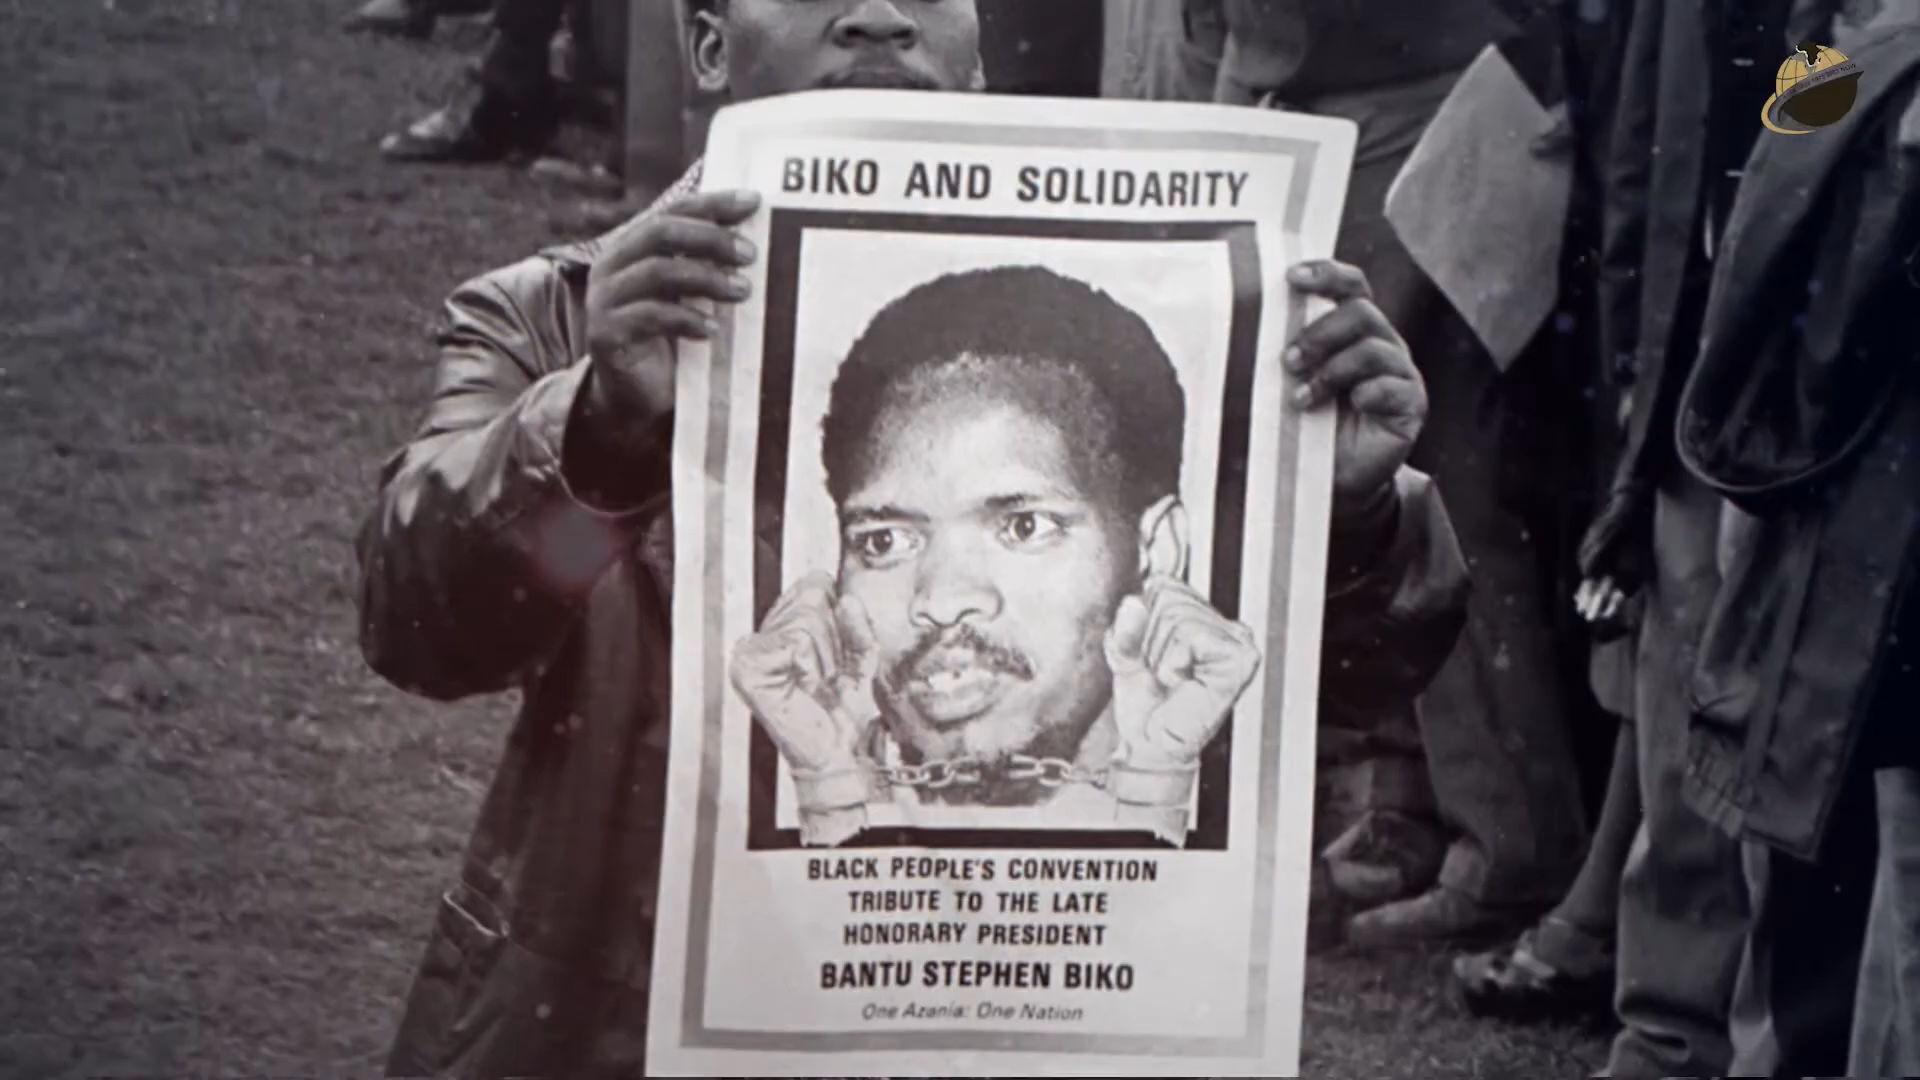 BIKO AND SOLIDARITY
BLACK PEOPLE'S CONVENTION
TRIBUTE TO THE LATE
HONORARY PRESIDENT
BANTU STEPHEN BIKO
One Azania: One Nation